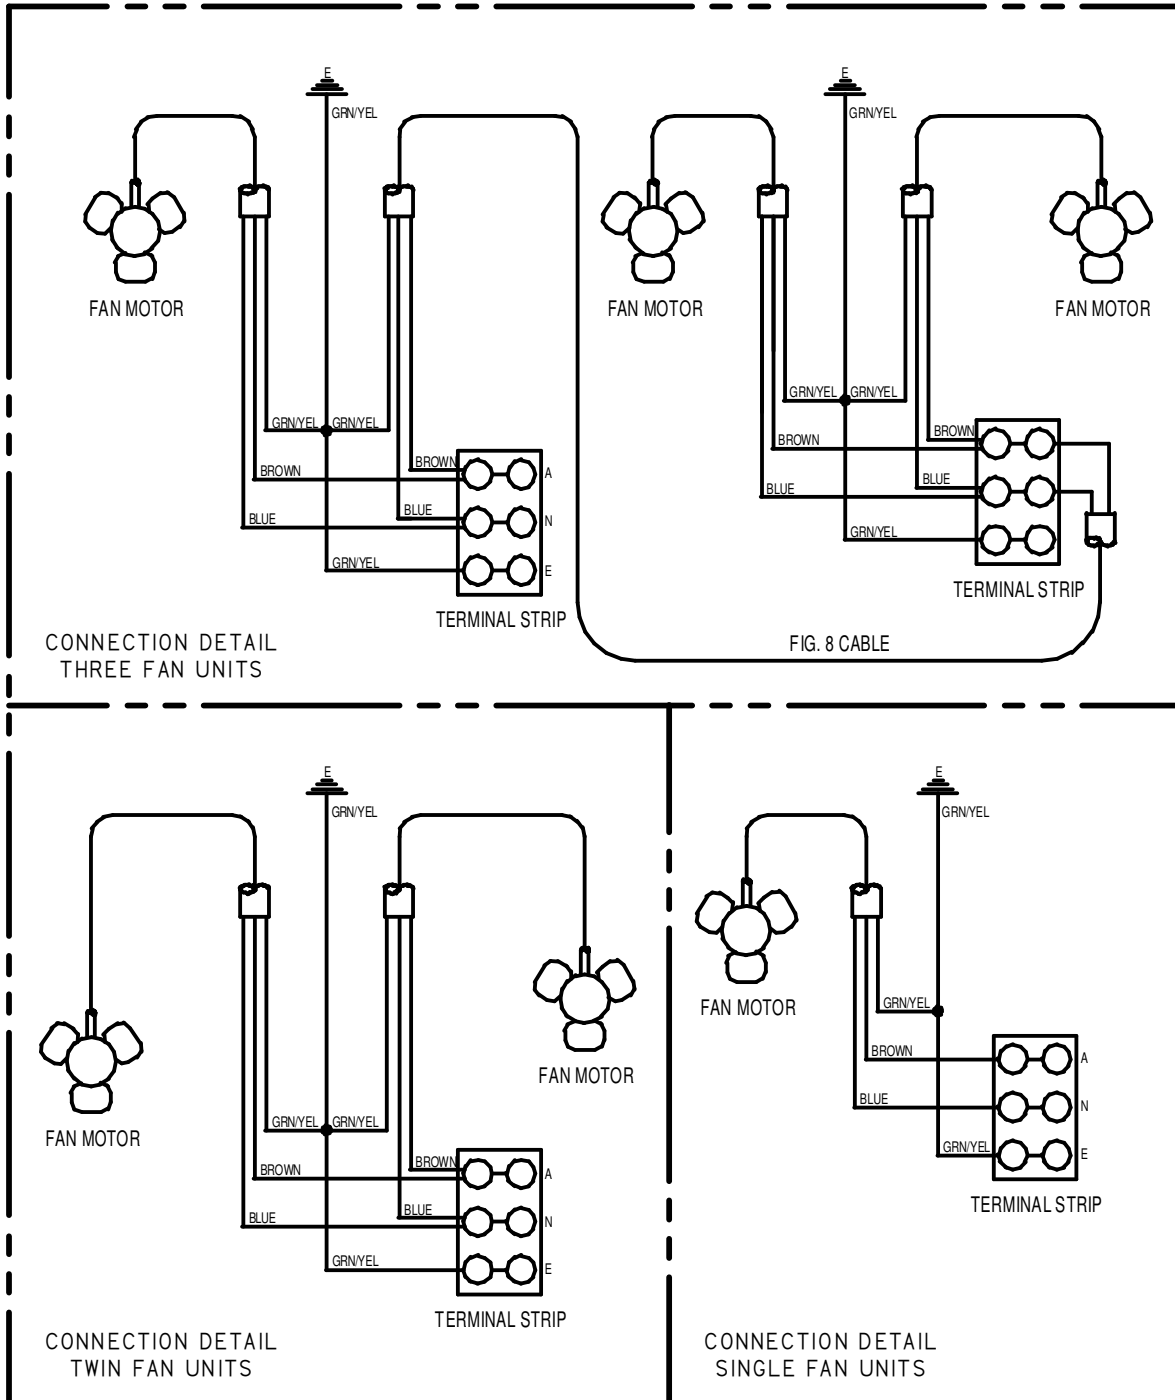 E
E
GRN/YEL
GRN/YEL
FAN MOTOR
FAN MOTOR
FAN MOTOR
GRN/YEL
GRN/YEL
GRN/YEL
GRN/YEL
BROWN
BROWN
BROWN
BROWN
A
BLUE
BLUE
BLUE
BLUE
N
GRN/YEL
GRN/YEL
E
TERMINAL STRIP
TERMINAL STRIP
CONNECTION DETAIL
THREE FAN UNITS
FIG. 8 CABLE
E
GRN/YEL
FAN MOTOR
FAN MOTOR
GRN/YEL
GRN/YEL
BROWN
BROWN
A
BLUE
BLUE
N
GRN/YEL
E
TERMINAL STRIP
CONNECTION DETAIL
TWIN FAN UNITS
E
GRN/YEL
FAN MOTOR
GRN/YEL
BROWN
A
BLUE
N
GRN/YEL
E
TERMINAL STRIP
CONNECTION DETAIL
SINGLE FAN UNITS